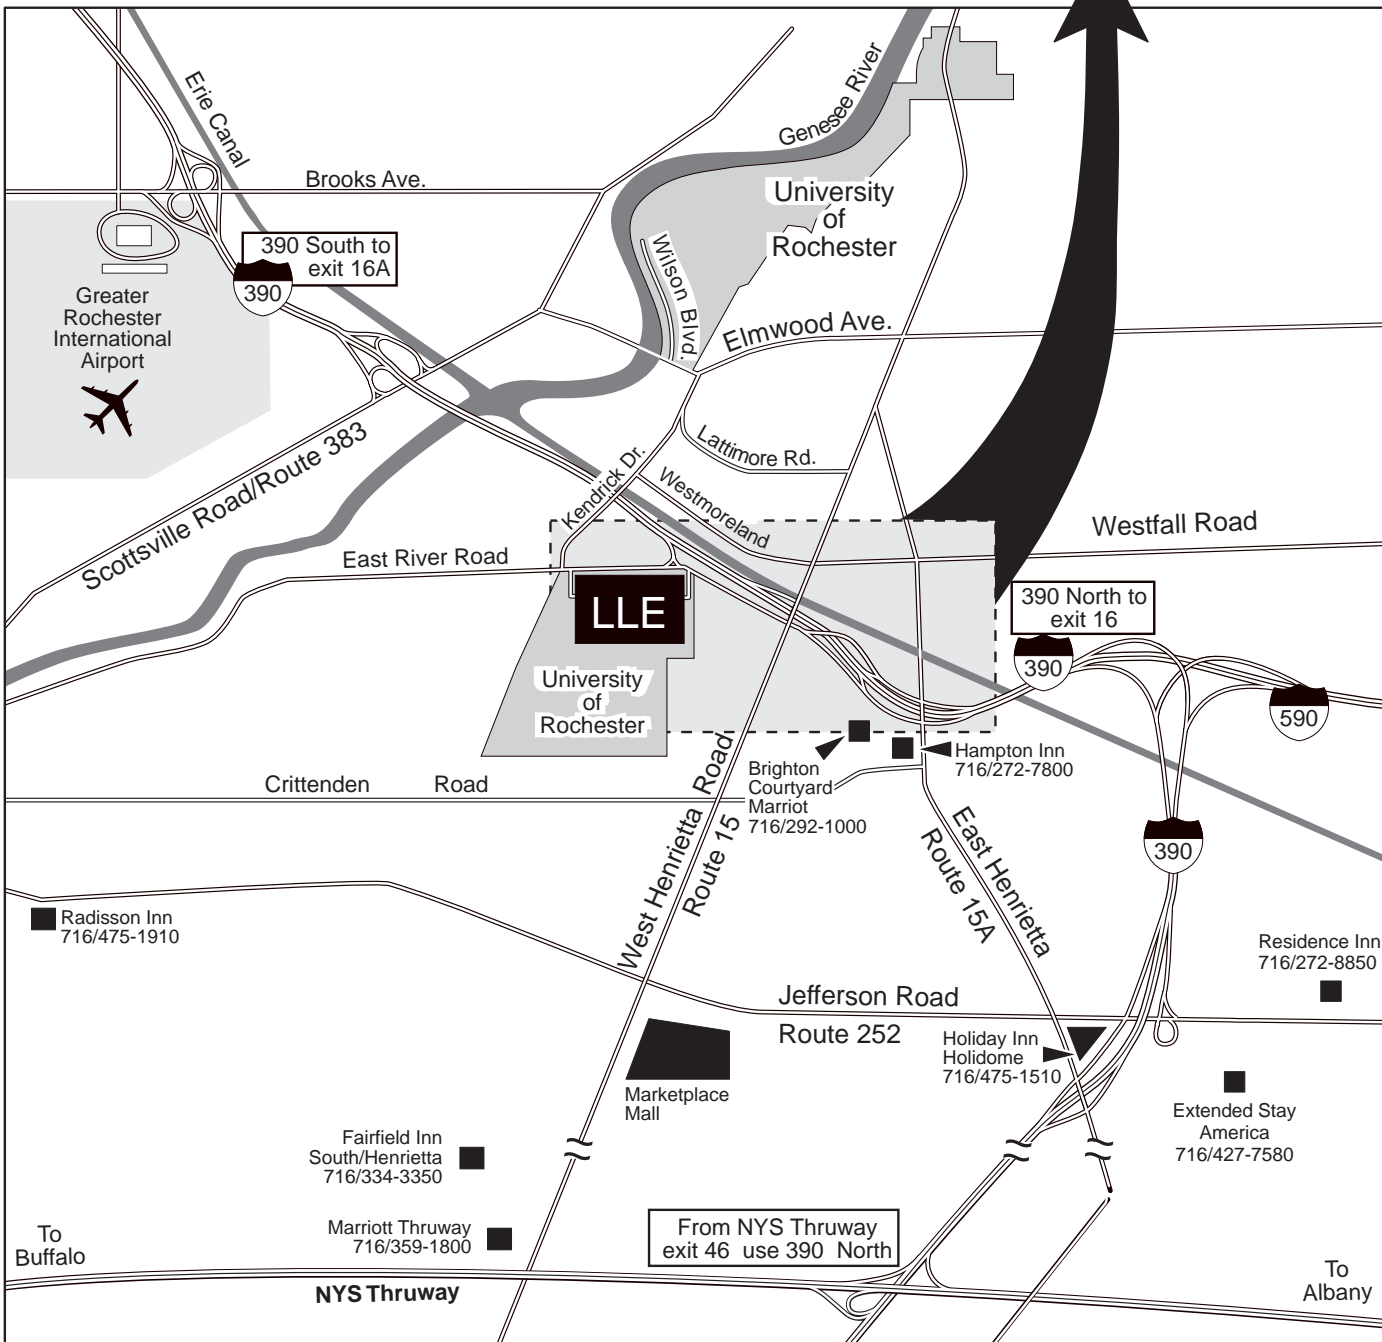 Erie Canal
Genesee River
Brooks Ave.
University
of
Rochester
390 South to
exit 16A
390
Wilson Blvd.
Greater
Rochester
International
Airport
Elmwood Ave.
Scottsville Road/Route 383
Lattimore Rd.
Kendrick Dr.
Westmoreland
Westfall Road
East River Road
LLE
390 North to
exit 16
390
590
University
of
Rochester
Hampton Inn
716/272-7800
Brighton
Courtyard
Marriot
716/292-1000
Crittenden Road
West Henrietta Road
Route 15
East Henrietta
Route 15A
390
Radisson Inn
716/475-1910
Residence Inn
716/272-8850
Jefferson Road
Route 252
Holiday Inn
Holidome
716/475-1510
Marketplace
Mall
Extended Stay
America
716/427-7580
Fairfield Inn
South/Henrietta
716/334-3350
Marriott Thruway
716/359-1800
From NYS Thruway
exit 46 use 390 North
To
Buffalo
NYS Thruway
To
Albany